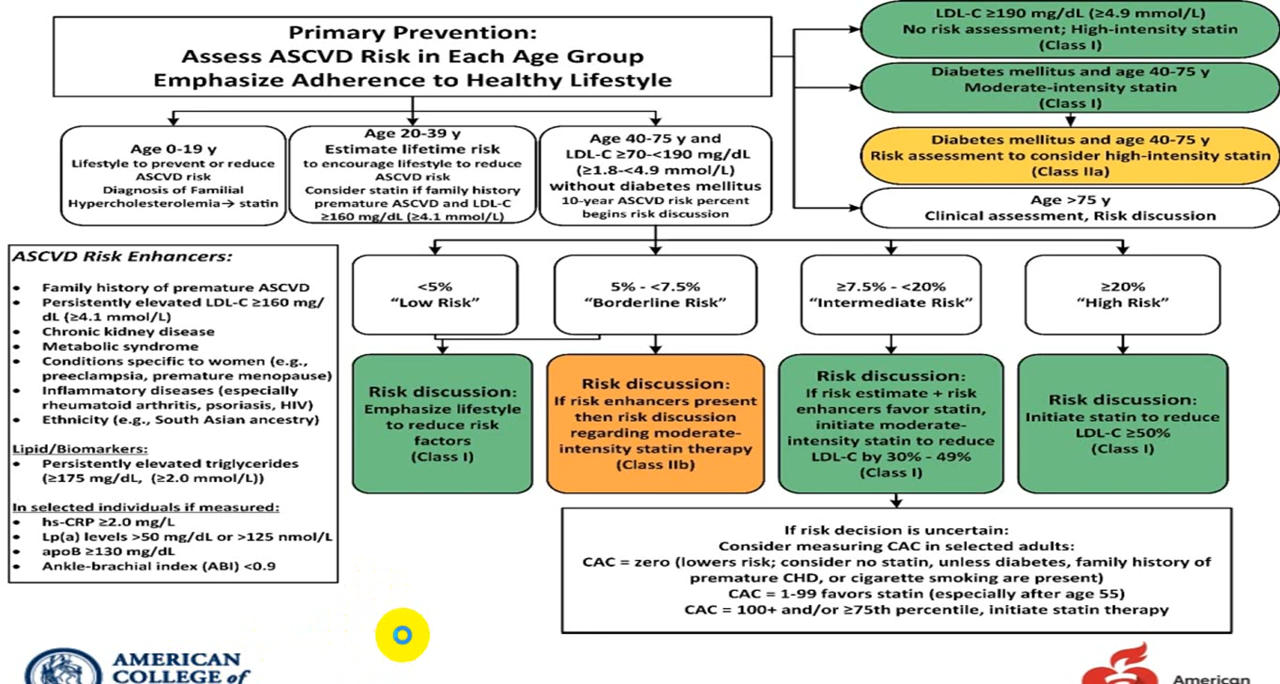 Primary Prevention:
Assess ASCVD Risk in Each Age Group
Emphasize Adherence to Healthy Lifestyle
LDL-C ≥190 mg/dL (≥4.9 mmol/L)
No risk assessment; High-intensity statin
(Class I)
Diabetes mellitus and age 40-75 y
Moderate-intensity statin
(Class I)
Diabetes mellitus and age 40-75 y
Risk assessment to consider high-intensity statin
(Class IIa)
Age >75 y
Clinical assessment, Risk discussion
Age 0-19 y
Lifestyle to prevent or reduce
ASCVD risk
Diagnosis of Familial
Hypercholesterolemia→ statin
Age 20-39 y
Estimate lifetime risk
to encourage lifestyle to reduce
ASCVD risk
Consider statin if family history
premature ASCVD and LDL-C
≥160 mg/dL (≥4.1 mmol/L)
Age 40-75 y and
LDL-C ≥70-<190 mg/dL
(≥1.8-<4.9 mmol/L)
without diabetes mellitus
10-year ASCVD risk percent
begins risk discussion
ASCVD Risk Enhancers:
• Family history of premature ASCVD
• Persistently elevated LDL-C ≥160 mg/
dL (≥4.1 mmol/L)
• Chronic kidney disease
• Metabolic syndrome
• Conditions specific to women (e.g.,
preeclampsia, premature menopause)
• Inflammatory diseases (especially
rheumatoid arthritis, psoriasis, HIV)
• Ethnicity (e.g., South Asian ancestry)
Lipid/Biomarkers:
• Persistently elevated triglycerides
(≥175 mg/dL, (≥2.0 mmol/L))
In selected individuals if measured:
• hs-CRP ≥2.0 mg/L
• Lp(a) levels >50 mg/dL or >125 nmol/L
• apoB ≥130 mg/dL
• Ankle-brachial index (ABI) <0.9
<5%
“Low Risk”
5% - <7.5%
“Borderline Risk”
≥7.5% - <20%
“Intermediate Risk”
≥20%
“High Risk”
Risk discussion:
Emphasize lifestyle
to reduce risk
factors
(Class I)
Risk discussion:
If risk enhancers present
then risk discussion
regarding moderate-
intensity statin therapy
(Class IIb)
Risk discussion:
If risk estimate + risk
enhancers favor statin,
initiate moderate-
intensity statin to reduce
LDL-C by 30% - 49%
(Class I)
Risk discussion:
Initiate statin to reduce
LDL-C ≥50%
(Class I)
If risk decision is uncertain:
Consider measuring CAC in selected adults:
CAC = zero (lowers risk; consider no statin, unless diabetes, family history of
premature CHD, or cigarette smoking are present)
CAC = 1-99 favors statin (especially after age 55)
CAC = 100+ and/or ≥75th percentile, initiate statin therapy
AMERICAN
COLLEGE of
American